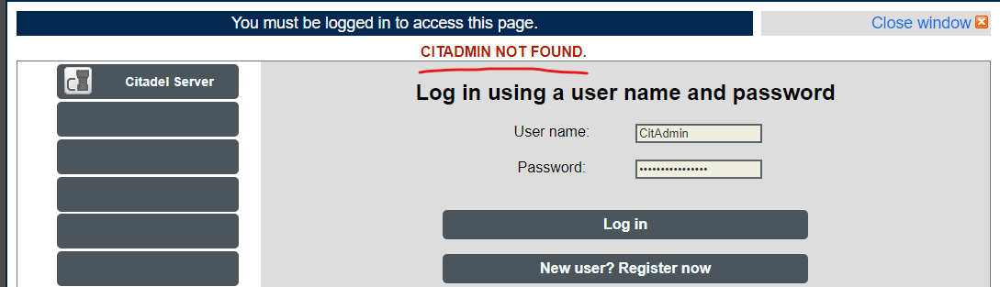 You must be logged in to access this page.
Close window
CITADMIN NOT FOUND.
Citadel Server
Log in using a user name and password
User name: CitAdmin
Password: ••••••••••••••••
Log in
New user? Register now